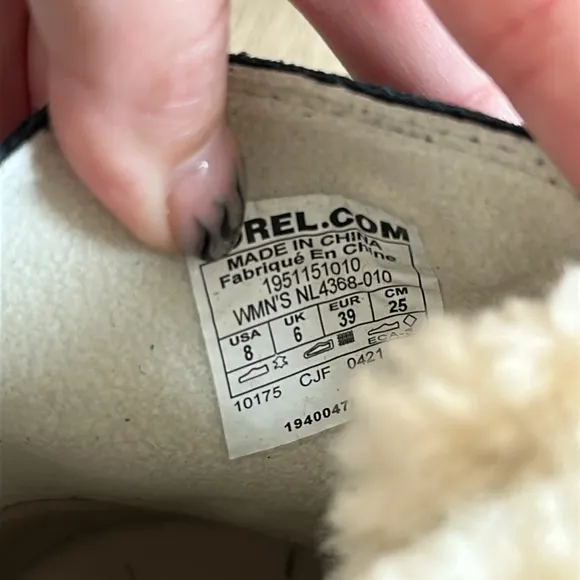 REL.COM
MADE IN CHINA
Fabriqué En Chine
1951151010
WMN'S NL4368-010
USA UK EUR CM
8 6 39 25
10175 CJF 0421
1940047